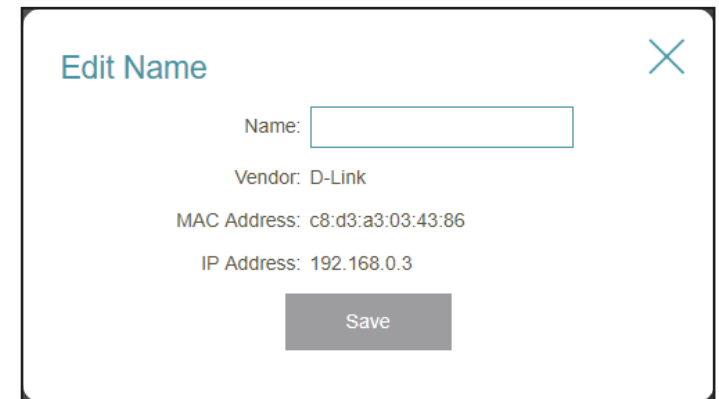 Edit Name
Name:
Vendor: D-Link
MAC Address: c8:d3:a3:03:43:86
IP Address: 192.168.0.3
Save